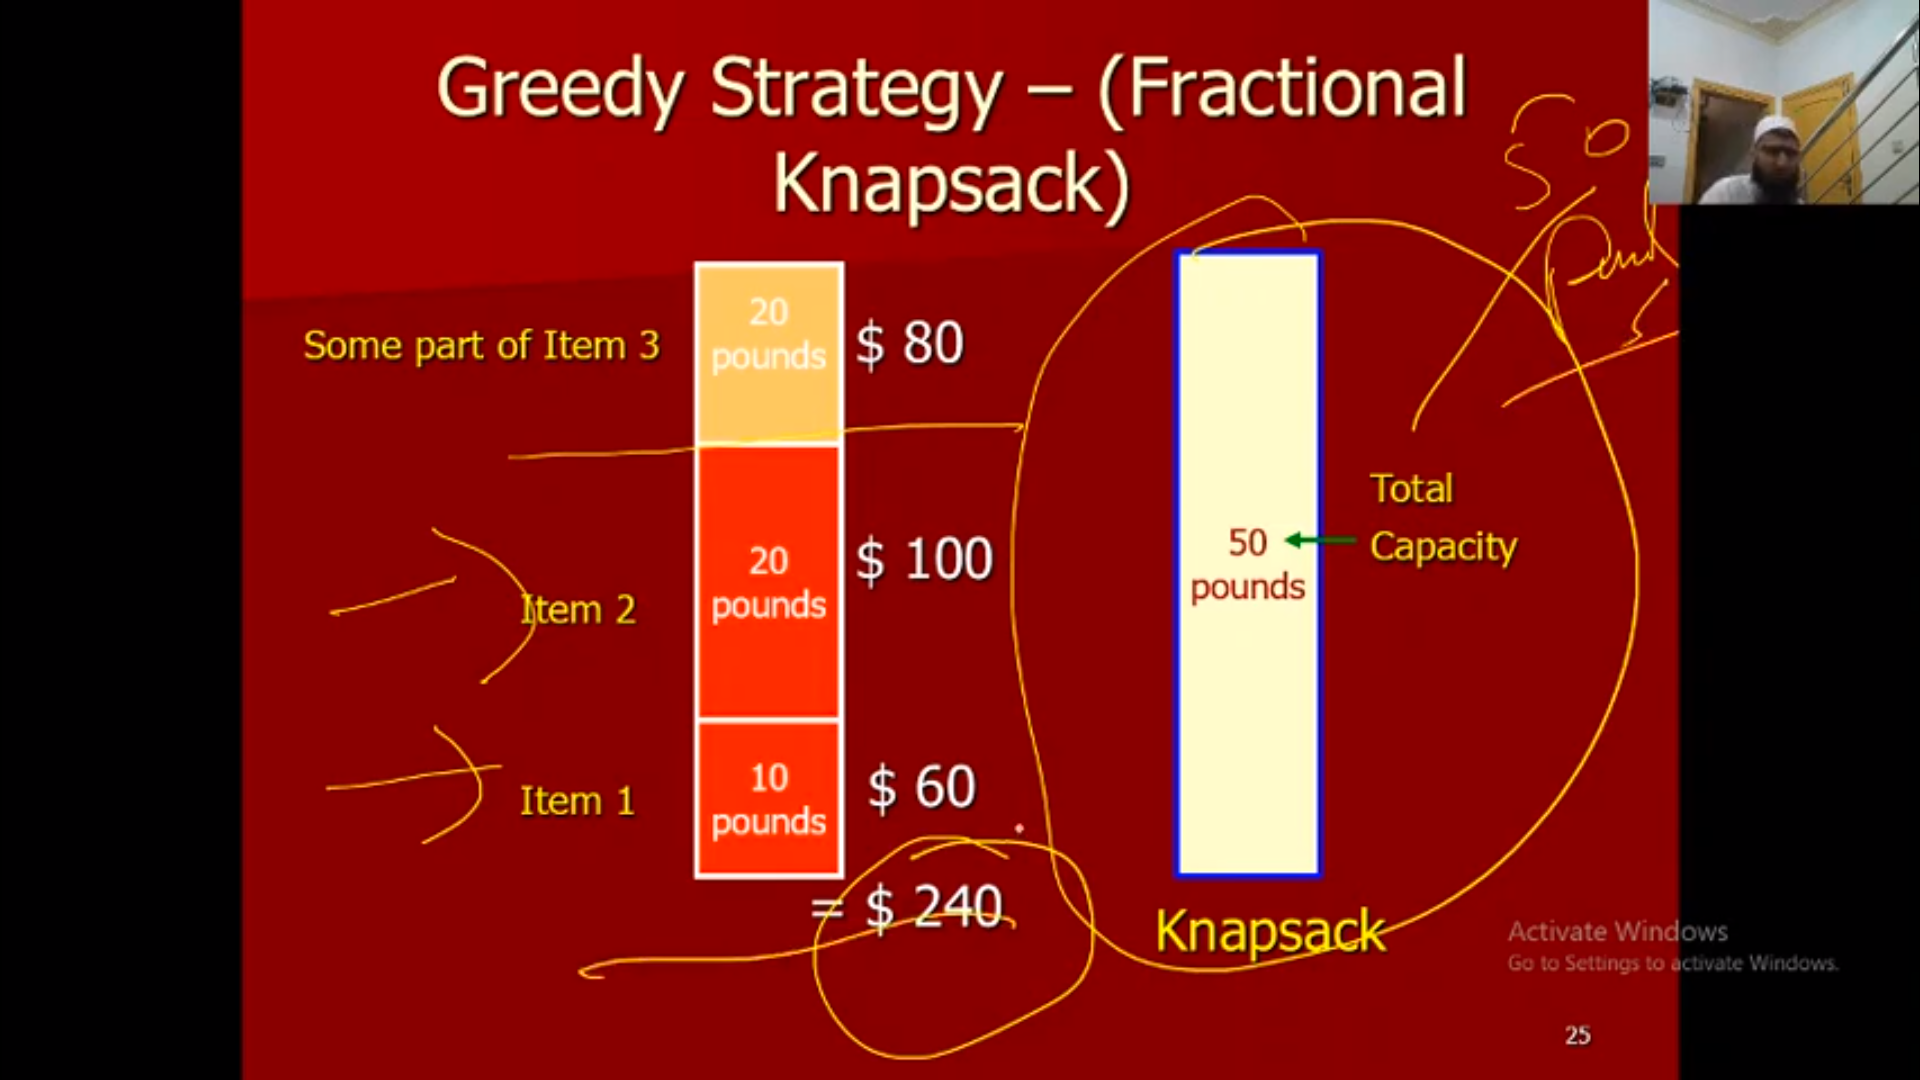 Greedy Strategy – (Fractional
Knapsack)
50
Some part of Item 3
20
pounds
$ 80
Item 2
20
pounds
$ 100
Item 1
10
pounds
$ 60
= $ 240
50
pounds
Total
Capacity
Knapsack
Activate Windows
Go to Settings to activate Windows.
25